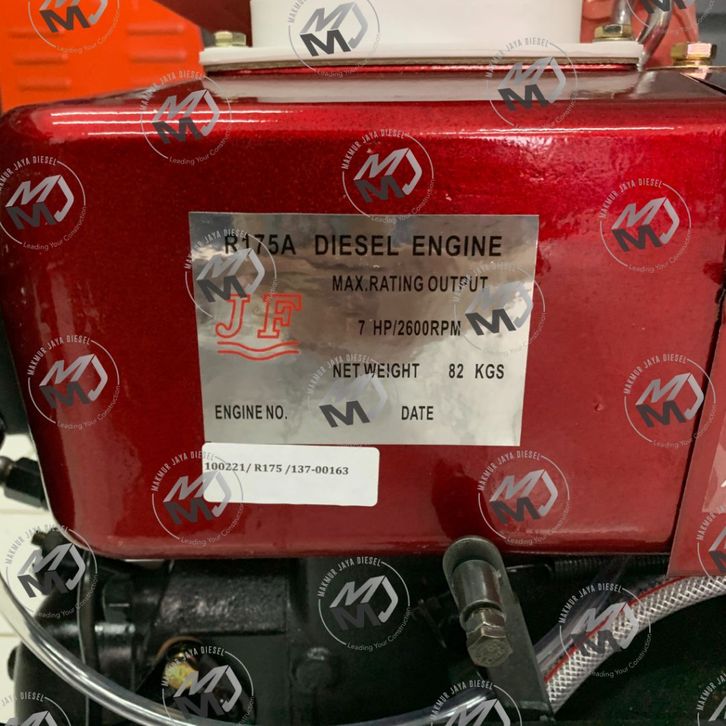 R175A DIESEL ENGINE
MAX.RATING OUTPUT
JF
7 HP/2600RPM
NET WEIGHT 82 KGS
ENGINE NO. DATE
100221/ R175 /137-00163
MAKMUR JAYA DIESEL
Leading Your Construction